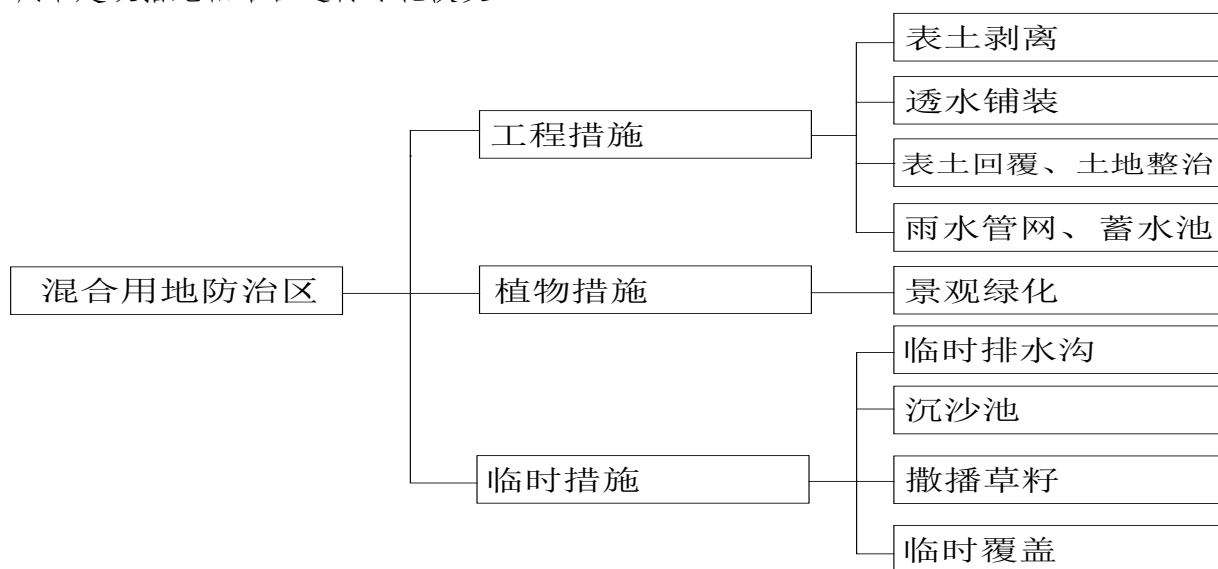 表土剥离
透水铺装
工程措施
表土回覆、土地整治
雨水管网、蓄水池
混合用地防治区
植物措施
景观绿化
临时排水沟
沉沙池
临时措施
撒播草籽
临时覆盖